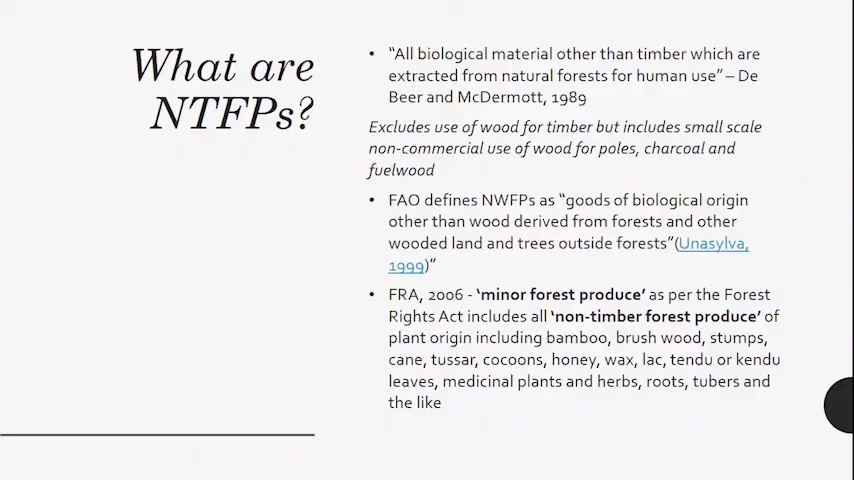 What are
NTFPs?
• “All biological material other than timber which are
extracted from natural forests for human use” – De
Beer and McDermott, 1989
Excludes use of wood for timber but includes small scale
non-commercial use of wood for poles, charcoal and
fuelwood
• FAO defines NWFPs as “goods of biological origin
other than wood derived from forests and other
wooded land and trees outside forests”(Unasylva,
1999)”
• FRA, 2006 - ‘minor forest produce’ as per the Forest
Rights Act includes all ‘non-timber forest produce’ of
plant origin including bamboo, brush wood, stumps,
cane, tussar, cocoons, honey, wax, lac, tendu or kendu
leaves, medicinal plants and herbs, roots, tubers and
the like